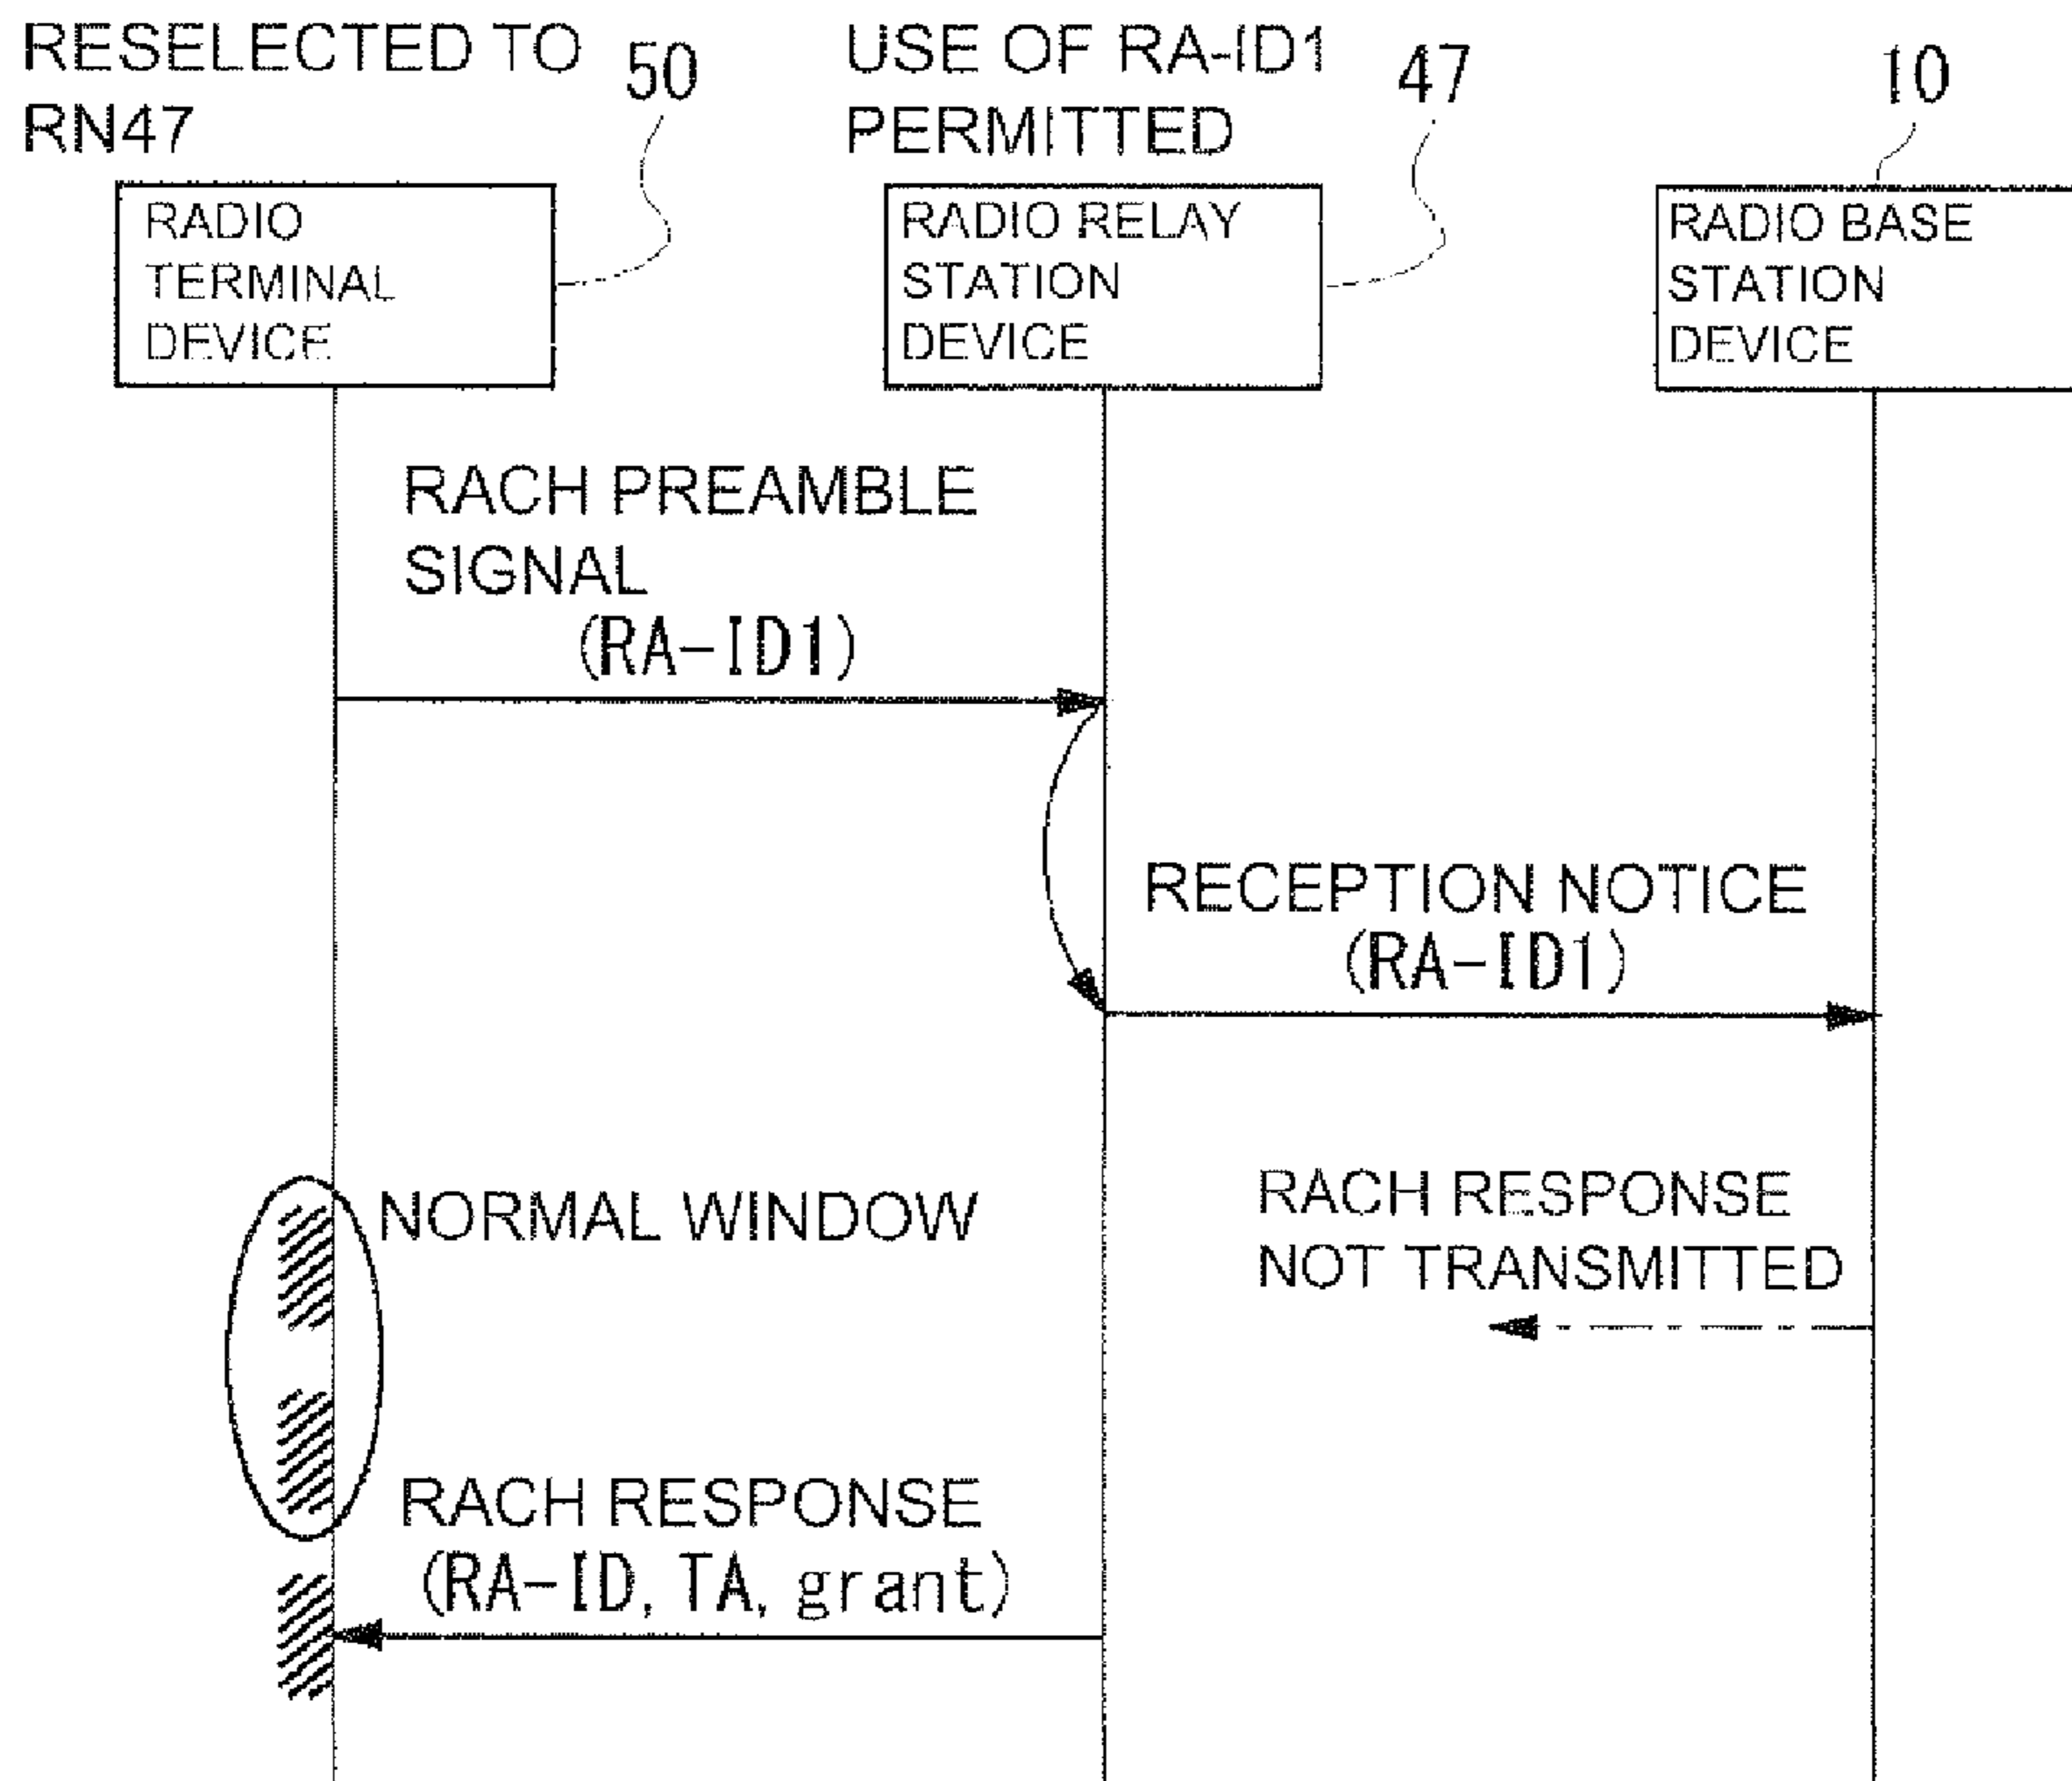 RESELECTED TO
RN47
50
USE OF RA-ID1
PERMITTED
47
10
RADIO
TERMINAL
DEVICE
RADIO RELAY
STATION
DEVICE
RADIO BASE
STATION
DEVICE
RACH PREAMBLE
SIGNAL
(RA-ID1)
RECEPTION NOTICE
(RA-ID1)
NORMAL WINDOW
RACH RESPONSE
NOT TRANSMITTED
RACH RESPONSE
(RA-ID, TA, grant)